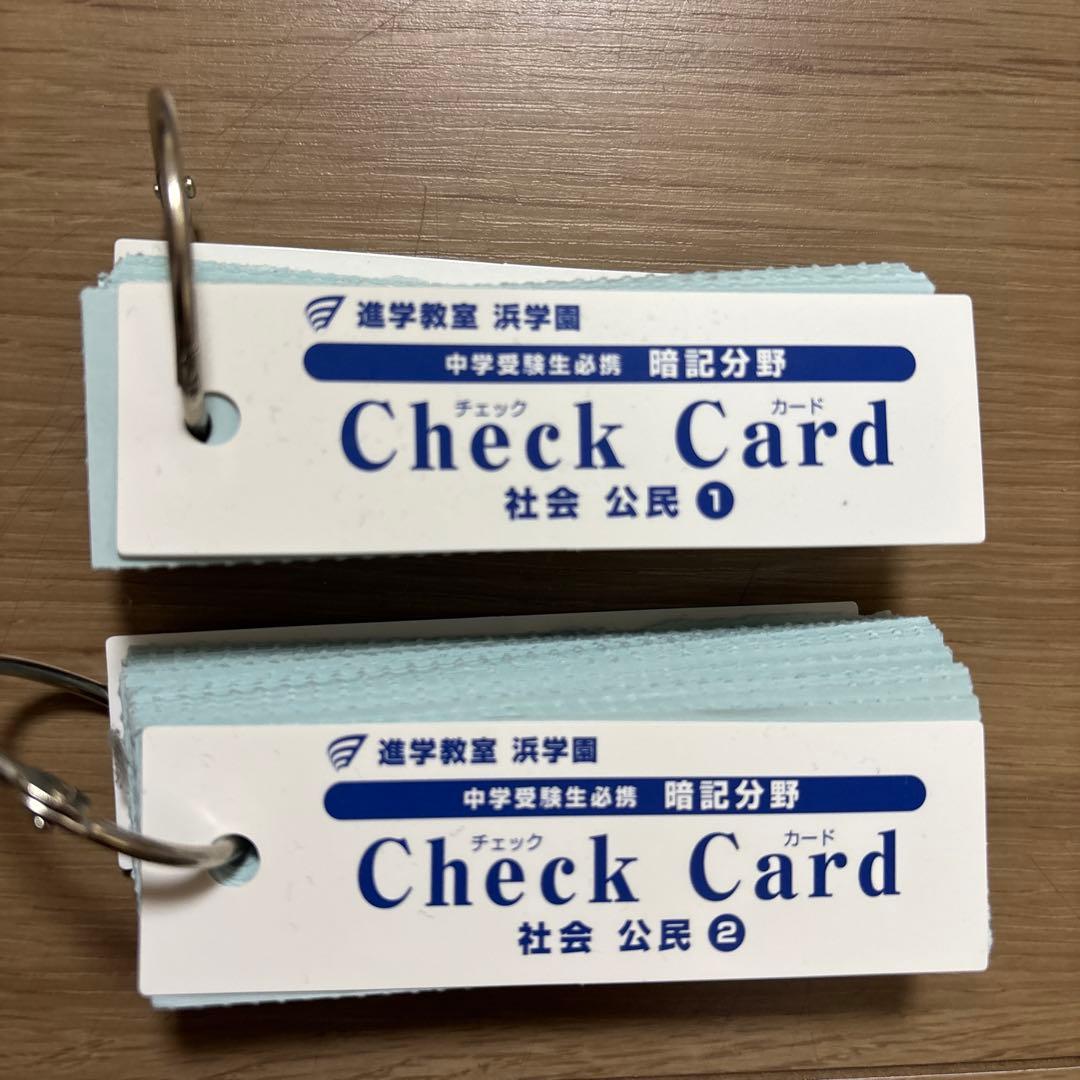 進学教室 浜学園
中学受験生必携 暗記分野
チェック カード
Check Card
社会 公民 1
進学教室 浜学園
中学受験生必携 暗記分野
チェック カード
Check Card
社会 公民 2